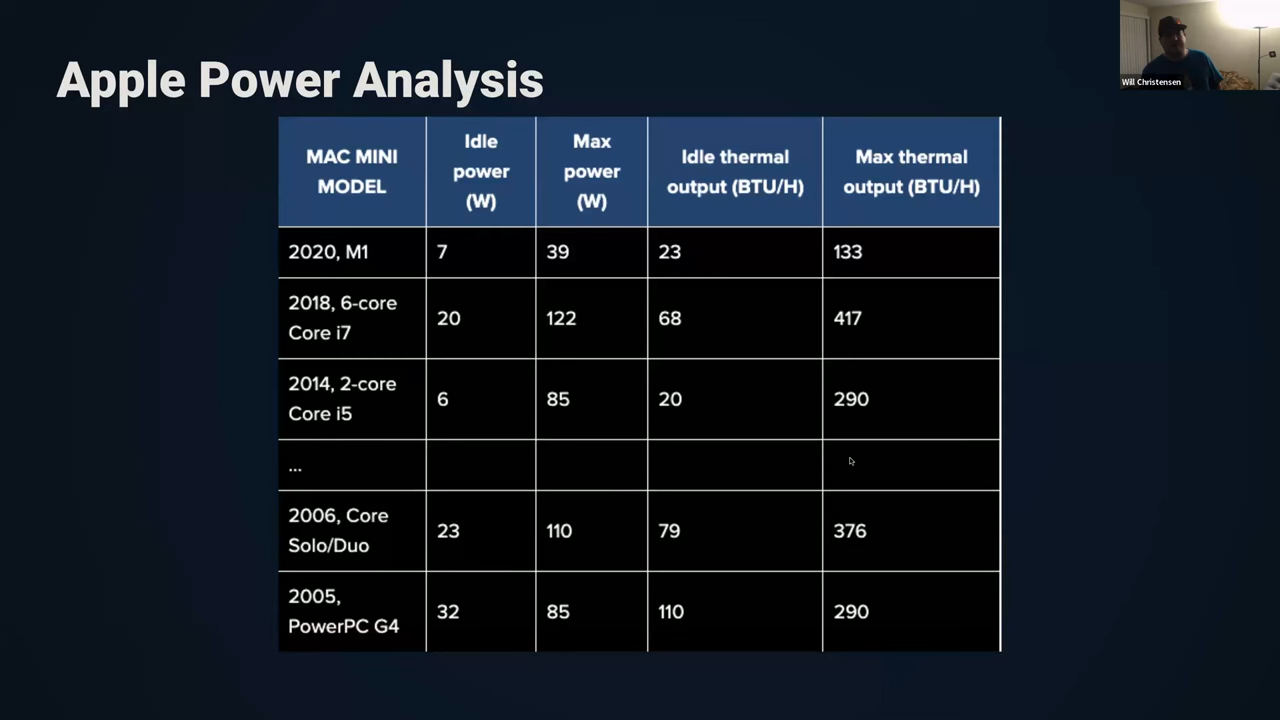 Will Christensen
Apple Power Analysis
MAC MINI
MODEL
Idle
power
(W)
Max
power
(W)
Idle thermal
output (BTU/H)
Max thermal
output (BTU/H)
2020, M1
7
39
23
133
2018, 6-core
Core i7
20
122
68
417
2014, 2-core
Core i5
6
85
20
290
...
2006, Core
Solo/Duo
23
110
79
376
2005,
PowerPC G4
32
85
110
290